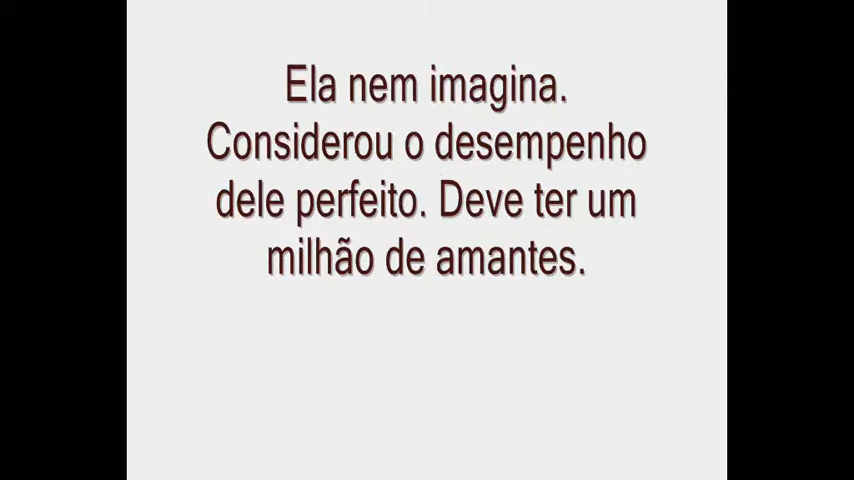 Ela nem imagina.
Considerou o desempenho
dele perfeito. Deve ter um
milhão de amantes.